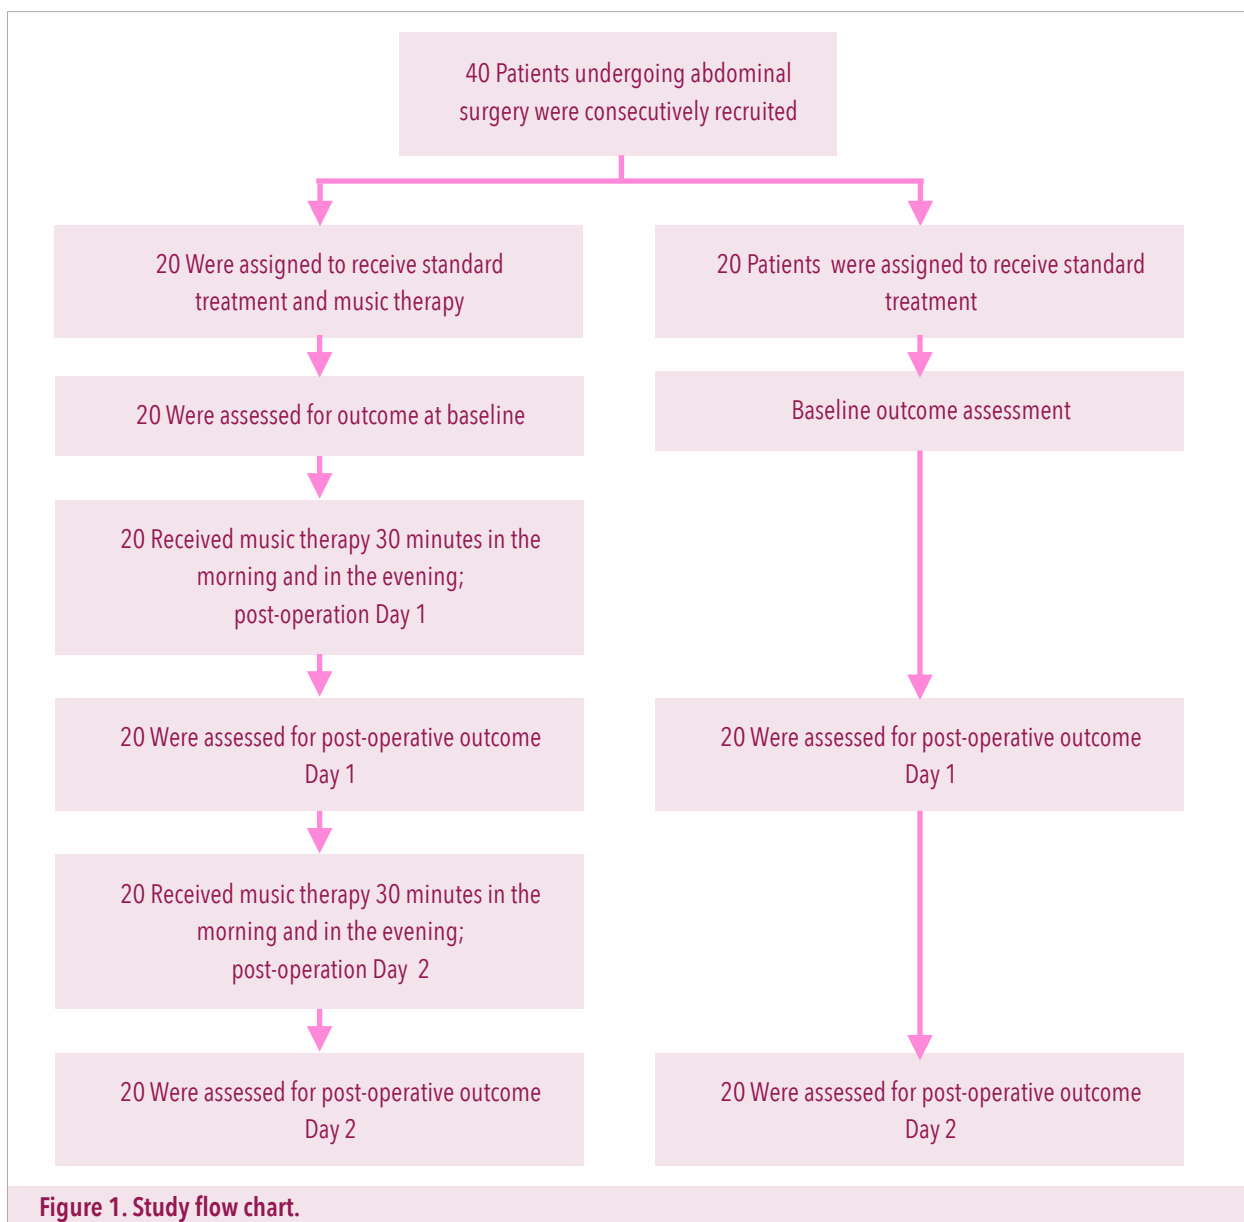 40 Patients undergoing abdominal
surgery were consecutively recruited
20 Were assigned to receive standard
treatment and music therapy
20 Patients were assigned to receive standard
treatment
20 Were assessed for outcome at baseline
Baseline outcome assessment
20 Received music therapy 30 minutes in the
morning and in the evening;
post-operation Day 1
20 Were assessed for post-operative outcome
Day 1
20 Were assessed for post-operative outcome
Day 1
20 Received music therapy 30 minutes in the
morning and in the evening;
post-operation Day 2
20 Were assessed for post-operative outcome
Day 2
20 Were assessed for post-operative outcome
Day 2
Figure 1. Study flow chart.